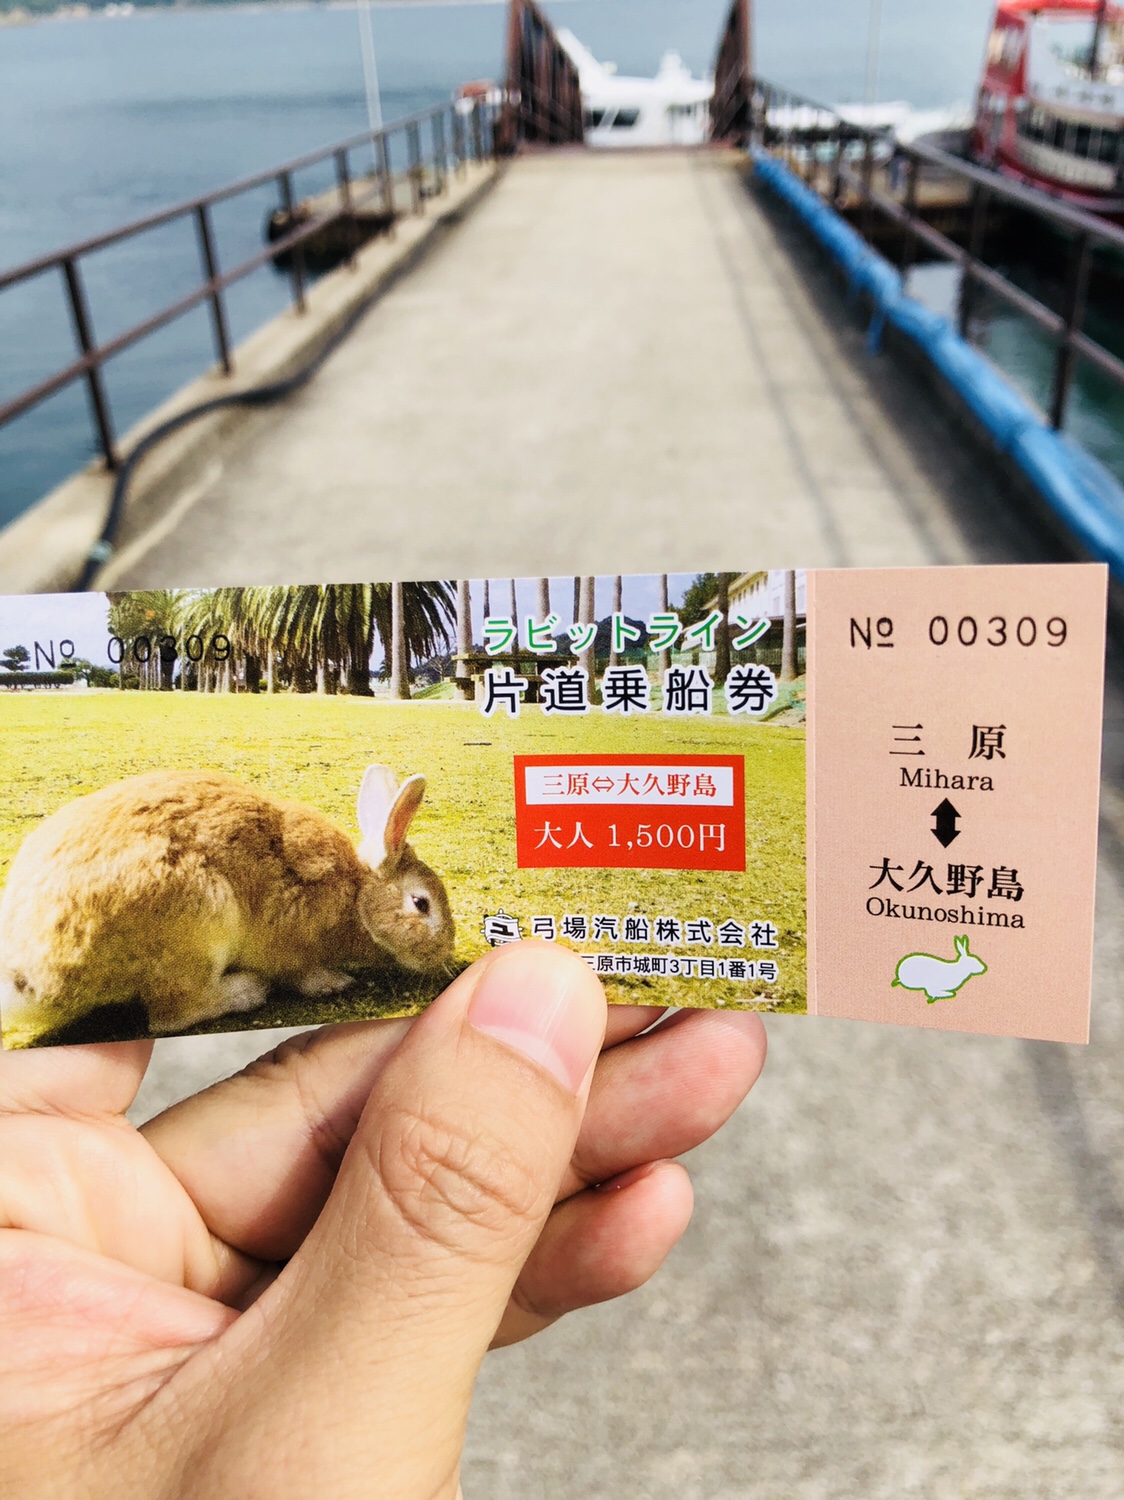 № 00309
ラビットライン
片道乗船券
三原⇔大久野島
大人 1,500円
弓場汽船株式会社
三原市城町3丁目1番1号
№ 00309
三原
Mihara
大久野島
Okunoshima